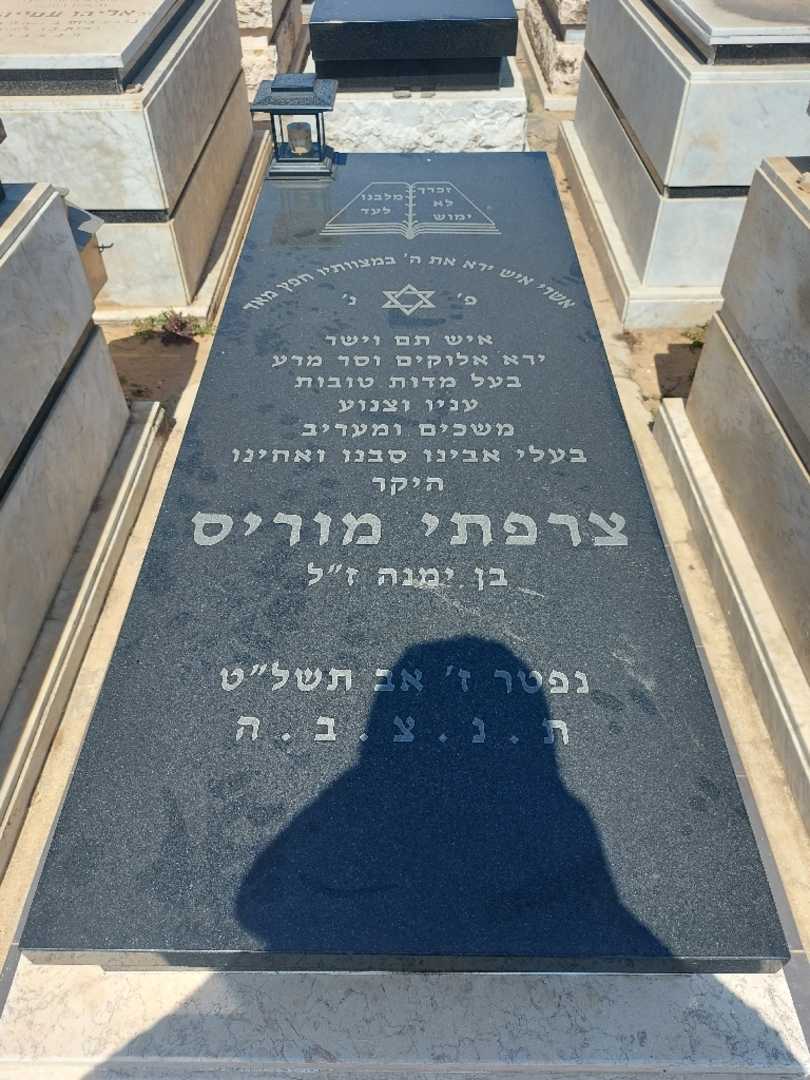 זכרך
לא
ימוש
מלבנו
לעד
אשרי איש ירא את ה' במצוותיו חפץ מאד
פ' נ'
איש תם וישר
ירא אלוקים וסר מרע
בעל מדות טובות
עניו וצנוע
משכים ומעריב
בעלי אבינו סבנו ואחינו
היקר
צרפתי מוריס
בן ימנה ז"ל
נפטר ז' אב תשל"ט
ת.נ.צ.ב.ה